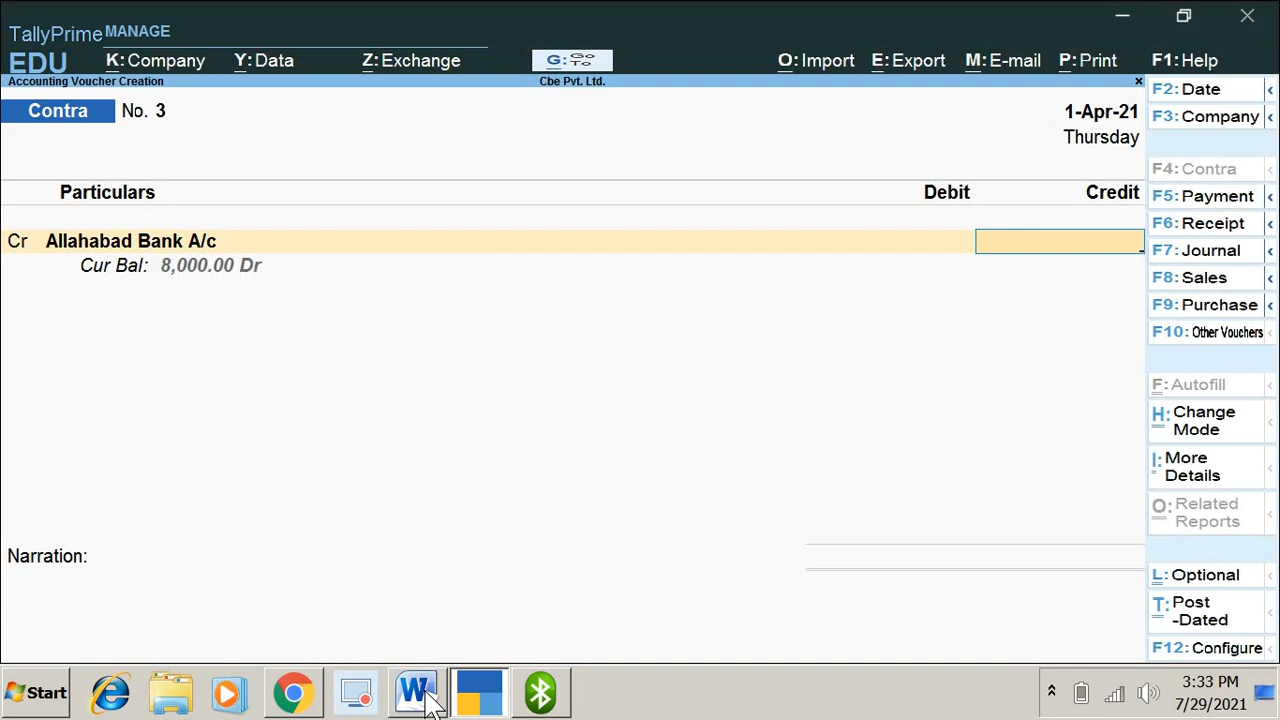 TallyPrime MANAGE
EDU K: Company Y: Data Z: Exchange G: Go To O: Import E: Export M: E-mail P: Print F1: Help
Accounting Voucher Creation Cbe Pvt. Ltd. ×
Contra No. 3 1-Apr-21
Thursday
Particulars Debit Credit
Cr Allahabad Bank A/c
Cur Bal: 8,000.00 Dr
Narration:
F2: Date
F3: Company
F4: Contra
F5: Payment
F6: Receipt
F7: Journal
F8: Sales
F9: Purchase
F10: Other Vouchers
F: Autofill
H: Change
Mode
I: More
Details
O: Related
Reports
L: Optional
T: Post
-Dated
F12: Configure
Start W 3:33 PM
7/29/2021